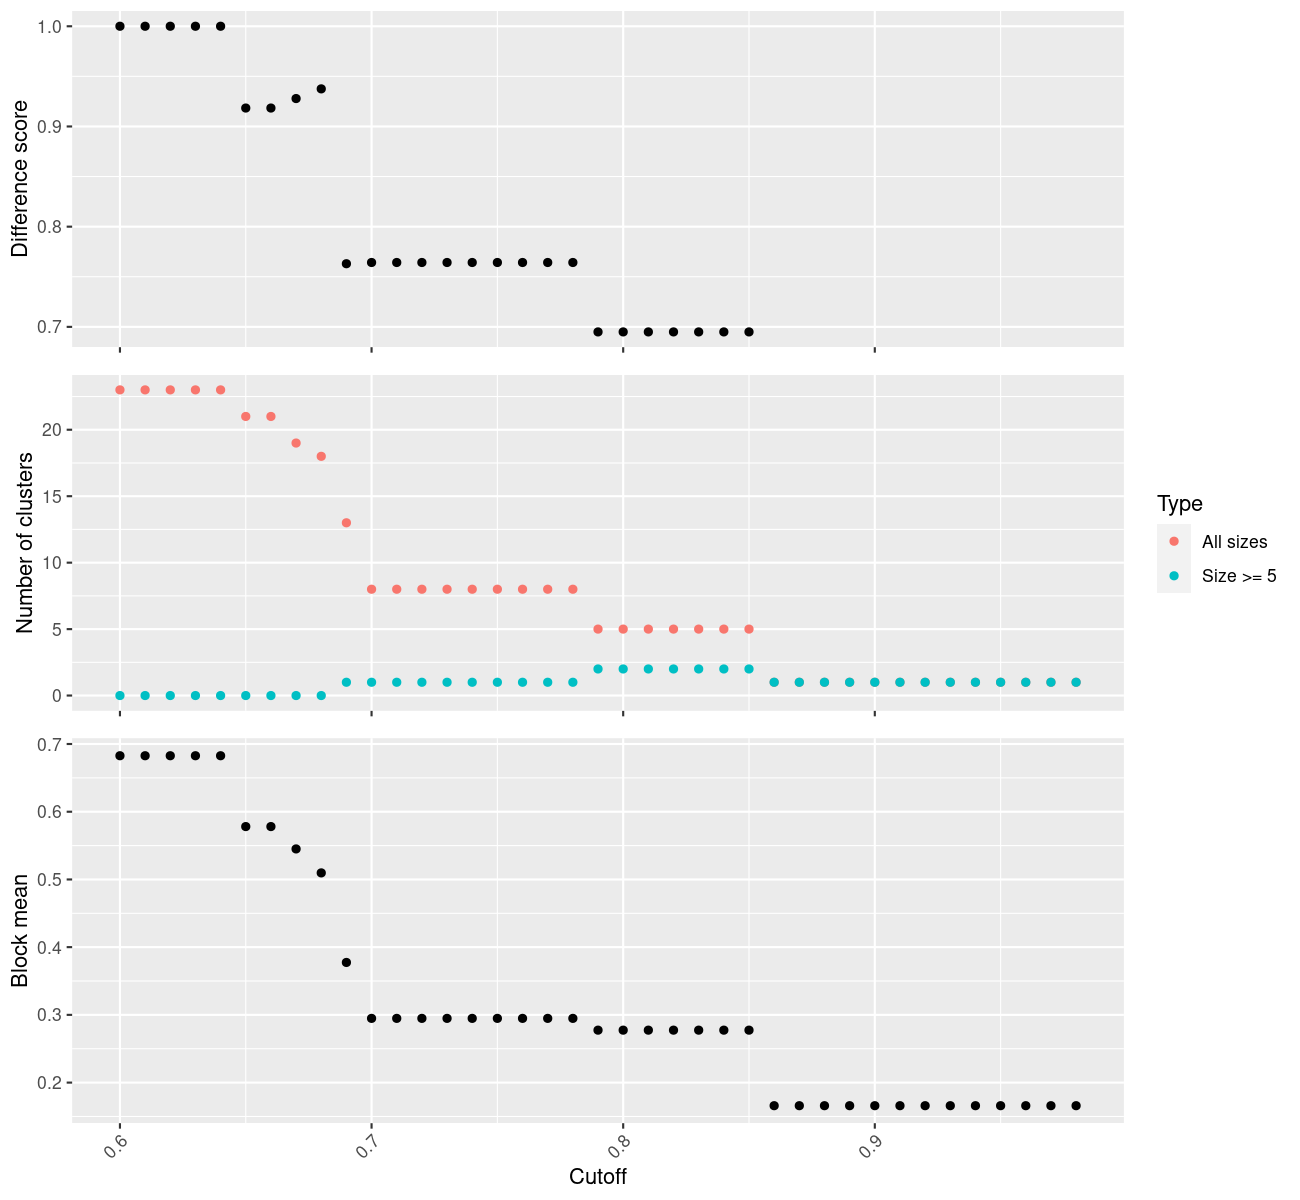 Difference score
1.0
0.9
0.8
0.7
Number of clusters
20
15
10
5
0
Type
All sizes
Size >= 5
Block mean
0.7
0.6
0.5
0.4
0.3
0.2
0.6
0.7
0.8
0.9
Cutoff